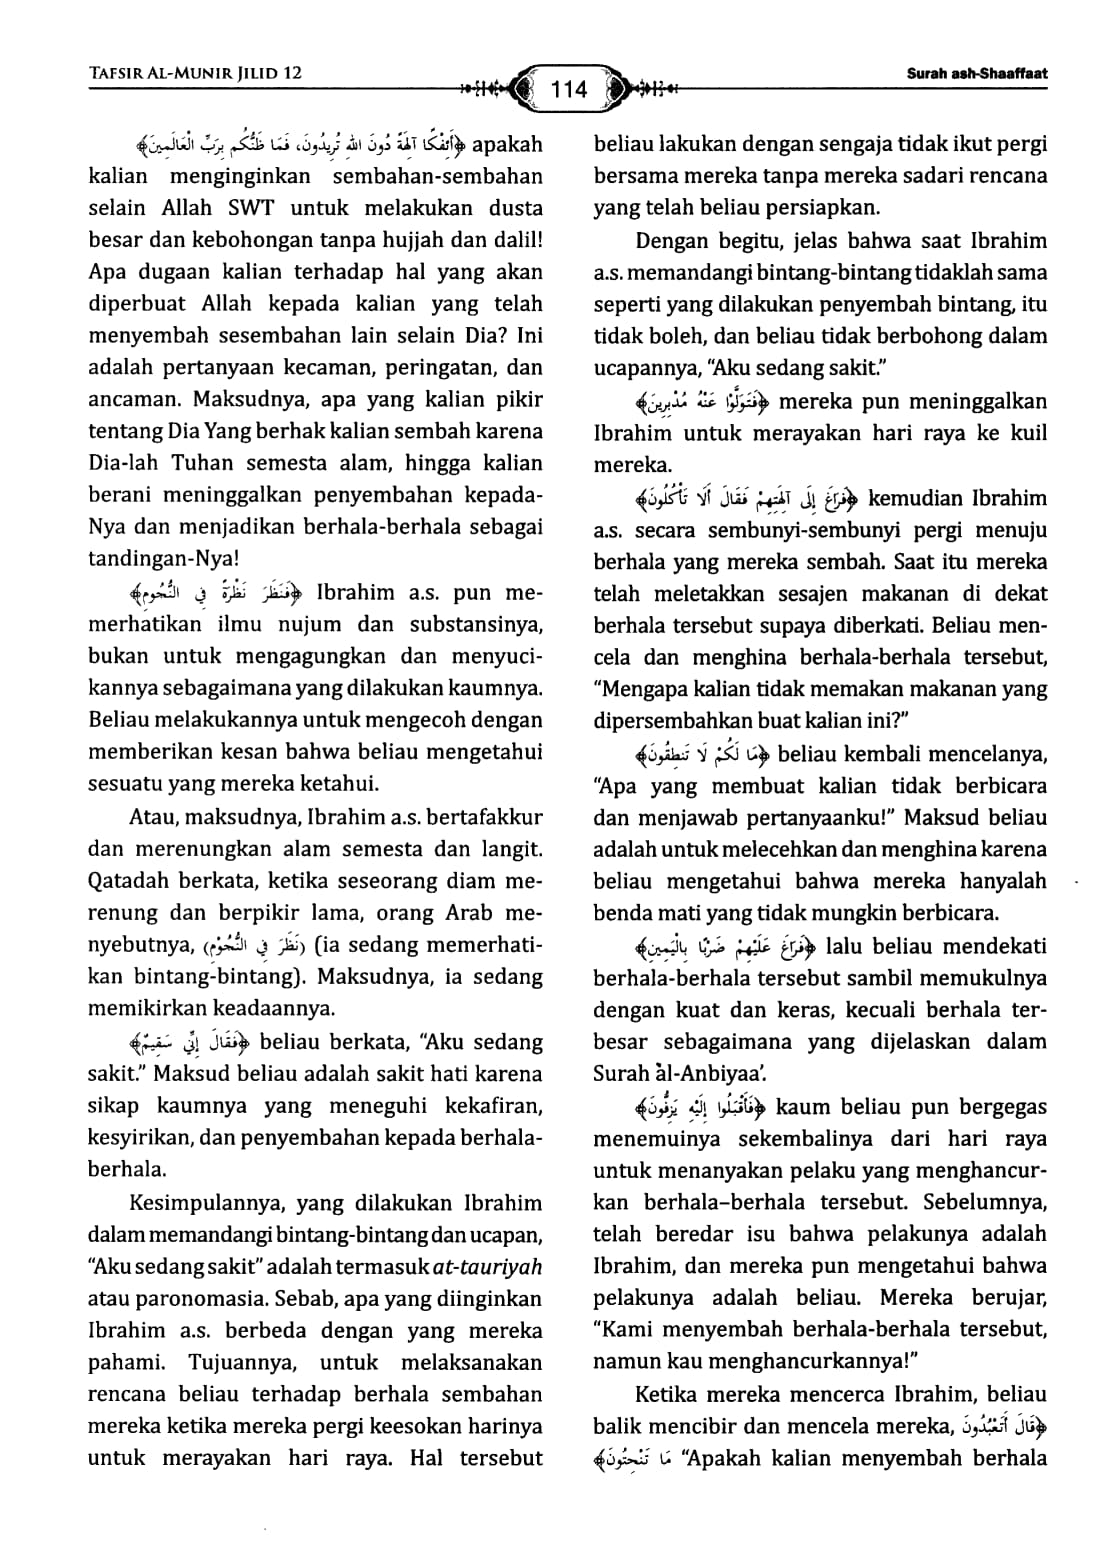 TAFSIR AL-MUNIR JILID 12
114
Surah ash-Shaaffaat
﴿أَئِفْكًا آلِهَةً دُونَ اللهِ تُرِيدُونَ، فَمَا ظَنُّكُم بِرَبِّ الْعَالَمِينَ﴾ apakah
kalian menginginkan sembahan-sembahan
selain Allah SWT untuk melakukan dusta
besar dan kebohongan tanpa hujjah dan dalil!
Apa dugaan kalian terhadap hal yang akan
diperbuat Allah kepada kalian yang telah
menyembah sesembahan lain selain Dia? Ini
adalah pertanyaan kecaman, peringatan, dan
ancaman. Maksudnya, apa yang kalian pikir
tentang Dia Yang berhak kalian sembah karena
Dia-lah Tuhan semesta alam, hingga kalian
berani meninggalkan penyembahan kepada-
Nya dan menjadikan berhala-berhala sebagai
tandingan-Nya!
﴿فَنَظَرَ نَظْرَةً فِي النُّجُومِ﴾ Ibrahim a.s. pun me-
merhatikan ilmu nujum dan substansinya,
bukan untuk mengagungkan dan menyuci-
kannya sebagaimana yang dilakukan kaumnya.
Beliau melakukannya untuk mengecoh dengan
memberikan kesan bahwa beliau mengetahui
sesuatu yang mereka ketahui.
Atau, maksudnya, Ibrahim a.s. bertafakkur
dan merenungkan alam semesta dan langit.
Qatadah berkata, ketika seseorang diam me-
renung dan berpikir lama, orang Arab me-
nyebutnya, (نَظَرَ فِي النُّجُوْمِ) (ia sedang memerhati-
kan bintang-bintang). Maksudnya, ia sedang
memikirkan keadaannya.
﴿فَقَالَ إِنِّي سَقِيمٌ﴾ beliau berkata, “Aku sedang
sakit.” Maksud beliau adalah sakit hati karena
sikap kaumnya yang meneguhi kekafiran,
kesyirikan, dan penyembahan kepada berhala-
berhala.
Kesimpulannya, yang dilakukan Ibrahim
dalam memandangi bintang-bintang dan ucapan,
“Aku sedang sakit” adalah termasuk at-tauriyah
atau paronomasia. Sebab, apa yang diinginkan
Ibrahim a.s. berbeda dengan yang mereka
pahami. Tujuannya, untuk melaksanakan
rencana beliau terhadap berhala sembahan
mereka ketika mereka pergi keesokan harinya
untuk merayakan hari raya. Hal tersebut
beliau lakukan dengan sengaja tidak ikut pergi
bersama mereka tanpa mereka sadari rencana
yang telah beliau persiapkan.
Dengan begitu, jelas bahwa saat Ibrahim
a.s. memandangi bintang-bintang tidaklah sama
seperti yang dilakukan penyembah bintang, itu
tidak boleh, dan beliau tidak berbohong dalam
ucapannya, “Aku sedang sakit.”
﴿فَتَوَلَّوْا عَنْهُ مُدْبِرِينَ﴾ mereka pun meninggalkan
Ibrahim untuk merayakan hari raya ke kuil
mereka.
﴿فَرَاغَ إِلَى آلِهَتِهِمْ فَقَالَ أَلَا تَأْكُلُونَ﴾ kemudian Ibrahim
a.s. secara sembunyi-sembunyi pergi menuju
berhala yang mereka sembah. Saat itu mereka
telah meletakkan sesajen makanan di dekat
berhala tersebut supaya diberkati. Beliau men-
cela dan menghina berhala-berhala tersebut,
“Mengapa kalian tidak memakan makanan yang
dipersembahkan buat kalian ini?”
﴿مَا لَكُمْ لَا تَنطِقُونَ﴾ beliau kembali mencelanya,
“Apa yang membuat kalian tidak berbicara
dan menjawab pertanyaanku!” Maksud beliau
adalah untuk melecehkan dan menghina karena
beliau mengetahui bahwa mereka hanyalah
benda mati yang tidak mungkin berbicara.
﴿فَرَاغَ عَلَيْهِمْ ضَرْبًا بِالْيَمِينِ﴾ lalu beliau mendekati
berhala-berhala tersebut sambil memukulnya
dengan kuat dan keras, kecuali berhala ter-
besar sebagaimana yang dijelaskan dalam
Surah al-Anbiyaa’.
﴿فَأَقْبَلُوا إِلَيْهِ يَزِفُّونَ﴾ kaum beliau pun bergegas
menemuinya sekembalinya dari hari raya
untuk menanyakan pelaku yang menghancur-
kan berhala–berhala tersebut. Sebelumnya,
telah beredar isu bahwa pelakunya adalah
Ibrahim, dan mereka pun mengetahui bahwa
pelakunya adalah beliau. Mereka berujar,
“Kami menyembah berhala-berhala tersebut,
namun kau menghancurkannya!”
Ketika mereka mencerca Ibrahim, beliau
balik mencibir dan mencela mereka, ﴿قَالَ أَتَعْبُدُونَ
مَا تَنْحِتُونَ﴾ “Apakah kalian menyembah berhala